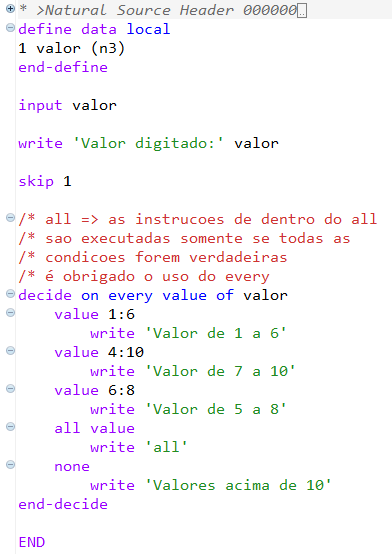 * >Natural Source Header 000000..
define data local
1 valor (n3)
end-define
input valor
write 'Valor digitado:' valor
skip 1
/* all => as instrucoes de dentro do all
/* sao executadas somente se todas as
/* condicoes forem verdadeiras
/* é obrigado o uso do every
decide on every value of valor
value 1:6
write 'Valor de 1 a 6'
value 4:10
write 'Valor de 7 a 10'
value 6:8
write 'Valor de 5 a 8'
all value
write 'all'
none
write 'Valores acima de 10'
end-decide
END